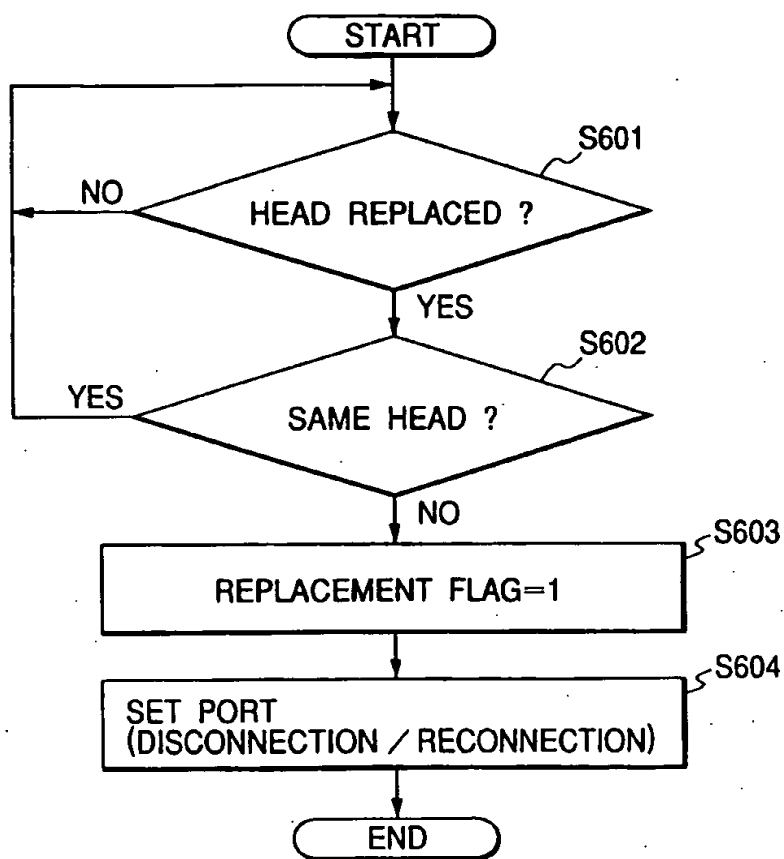 START
S601
NO
HEAD REPLACED ?
YES
S602
YES
SAME HEAD ?
NO
S603
REPLACEMENT FLAG=1
S604
SET PORT
(DISCONNECTION / RECONNECTION)
END